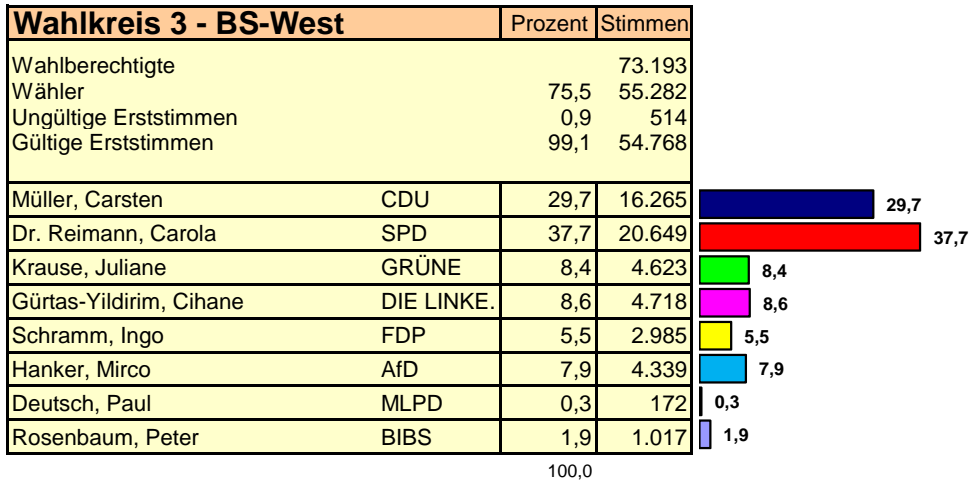 Wahlkreis 3 - BS-West Prozent Stimmen
Wahlberechtigte 73.193
Wähler 75,5 55.282
Ungültige Erststimmen 0,9 514
Gültige Erststimmen 99,1 54.768
Müller, Carsten CDU 29,7 16.265 29,7
Dr. Reimann, Carola SPD 37,7 20.649 37,7
Krause, Juliane GRÜNE 8,4 4.623 8,4
Gürtas-Yildirim, Cihane DIE LINKE. 8,6 4.718 8,6
Schramm, Ingo FDP 5,5 2.985 5,5
Hanker, Mirco AfD 7,9 4.339 7,9
Deutsch, Paul MLPD 0,3 172 0,3
Rosenbaum, Peter BIBS 1,9 1.017 1,9
100,0